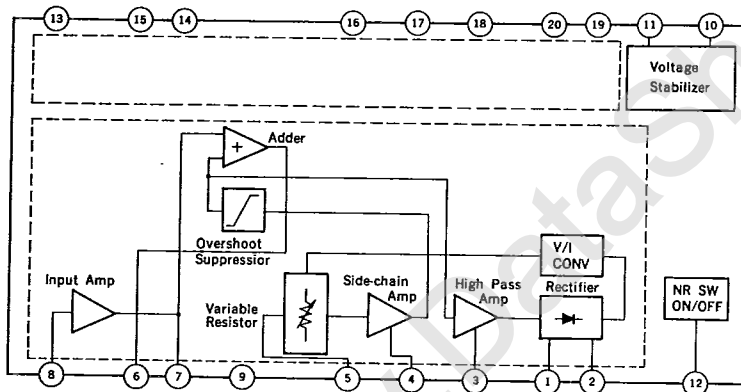 13 15 14 16 17 18 20 19 11 10
Voltage
Stabilizer
+
Adder
Overshoot
Suppressior
V/I
CONV
Input Amp
Variable
Resistor
Side-chain
Amp
High Pass
Amp
Rectifier
NR SW
ON/OFF
8 6 7 9 5 4 3 1 2 12
DataSh